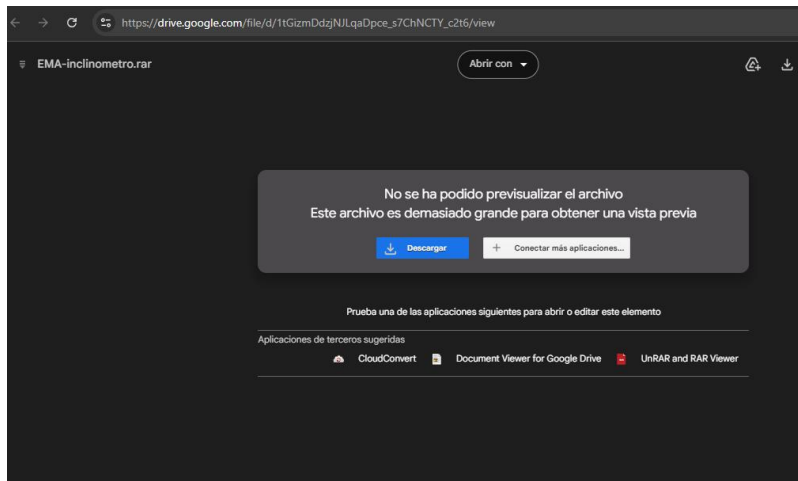 https://drive.google.com/file/d/1tGizmDdzjNJLqaDpce_s7ChNCTY_c2t6/view
EMA-inclinometro.rar
Abrir con
No se ha podido previsualizar el archivo
Este archivo es demasiado grande para obtener una vista previa
Descargar
+ Conectar más aplicaciones...
Prueba una de las aplicaciones siguientes para abrir o editar este elemento
Aplicaciones de terceros sugeridas
CloudConvert Document Viewer for Google Drive UnRAR and RAR Viewer